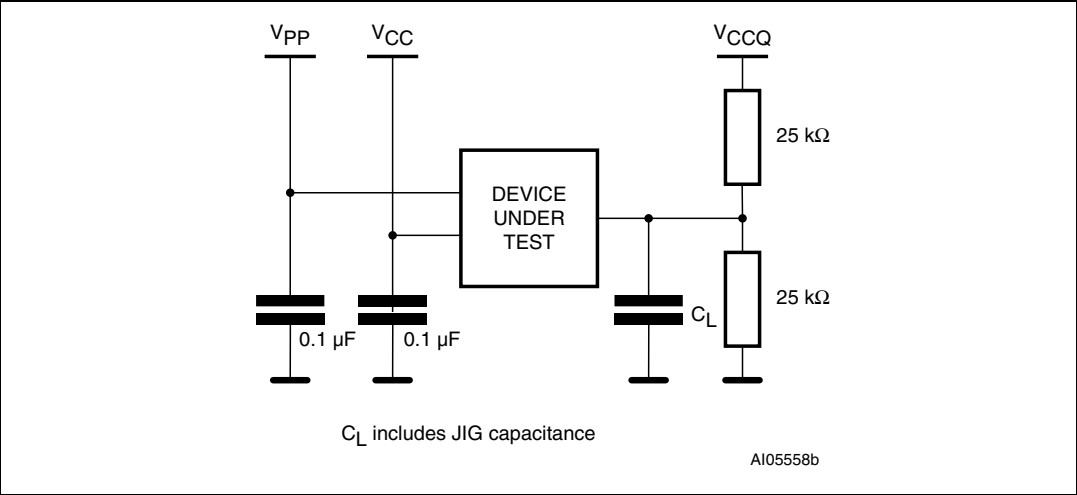 VPP
VCC
VCCQ
25 kΩ
DEVICE
UNDER
TEST
25 kΩ
CL
0.1 µF
0.1 µF
CL includes JIG capacitance
AI05558b